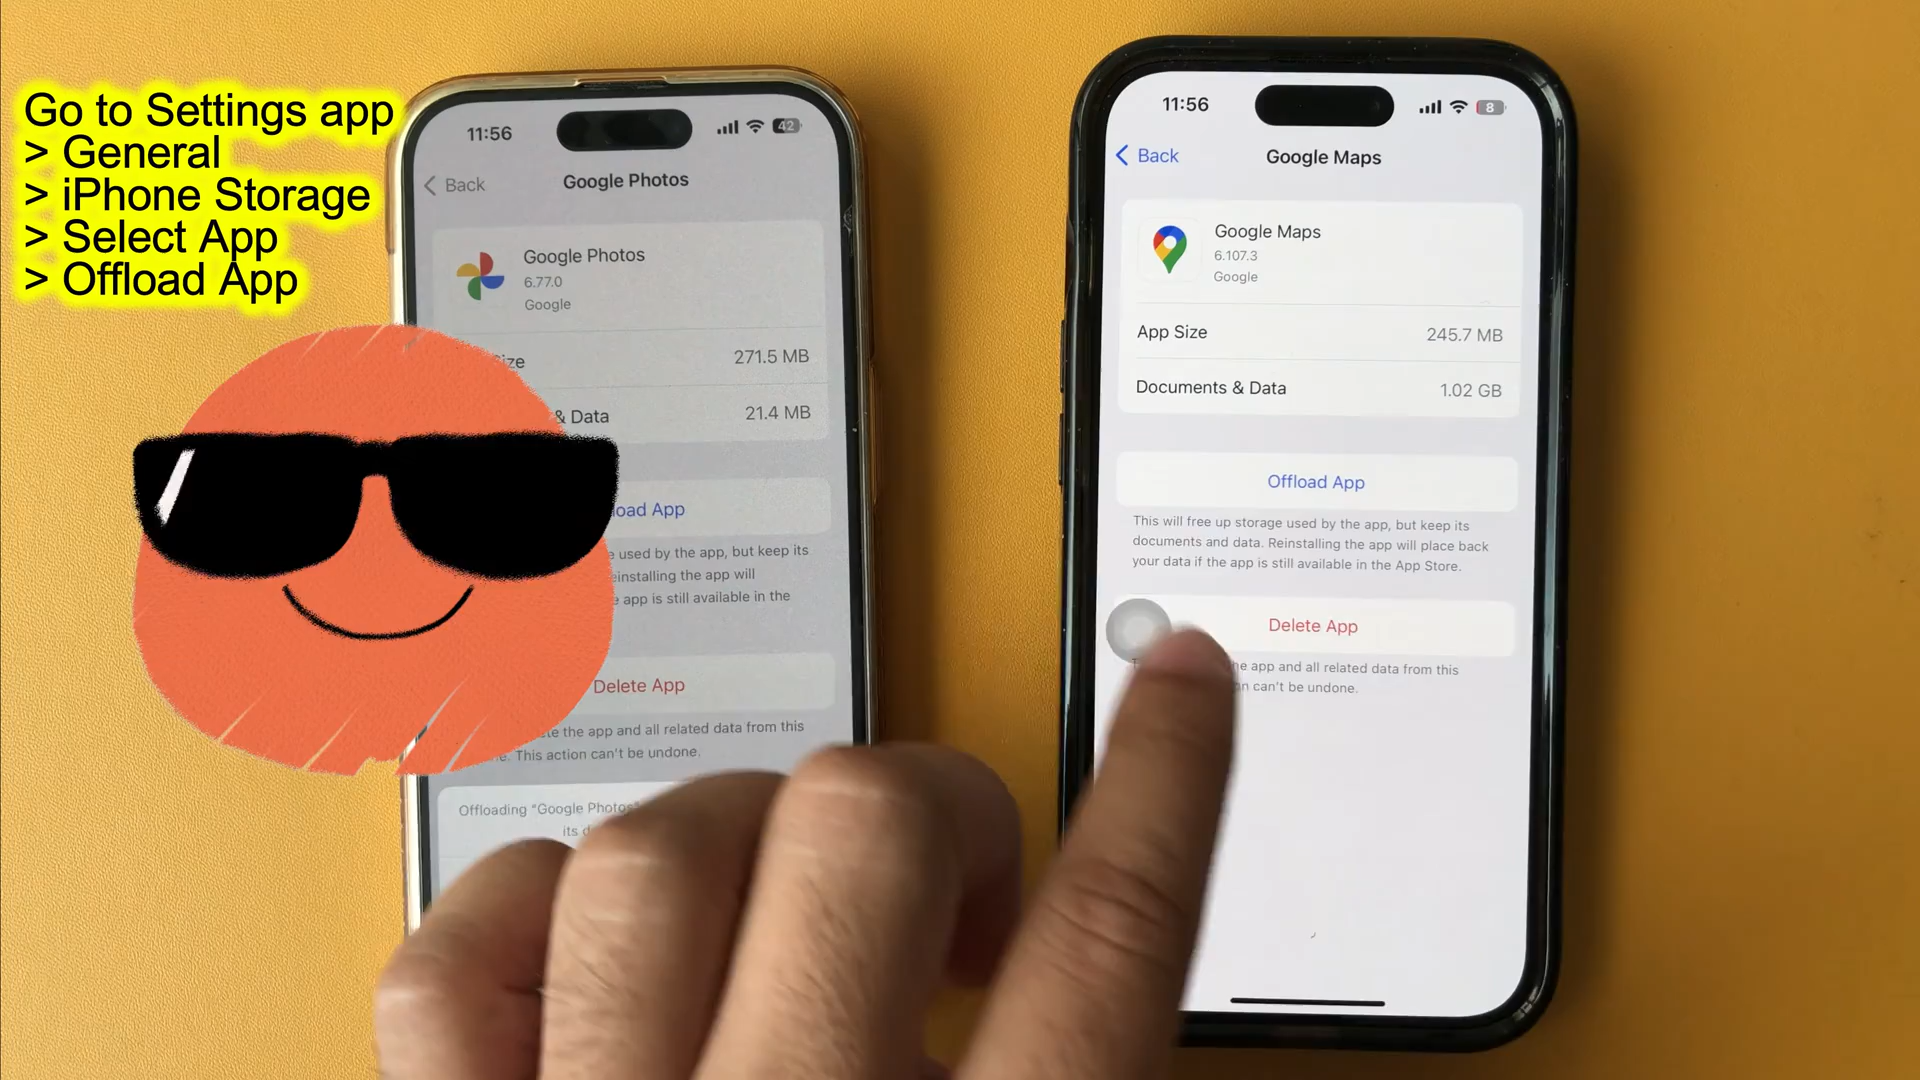 Go to Settings app
> General
> iPhone Storage
> Select App
> Offload App
11:56
42
Back
Google Photos
Google Photos
6.77.0
Google
ize
271.5 MB
& Data
21.4 MB
oad App
used by the app, but keep its
einstalling the app will
app is still available in the
Delete App
te the app and all related data from this
This action can't be undone.
Offloading "Google Photos"
its d
11:56
8
Back
Google Maps
Google Maps
6.107.3
Google
App Size
245.7 MB
Documents & Data
1.02 GB
Offload App
This will free up storage used by the app, but keep its
documents and data. Reinstalling the app will place back
your data if the app is still available in the App Store.
Delete App
he app and all related data from this
n can't be undone.